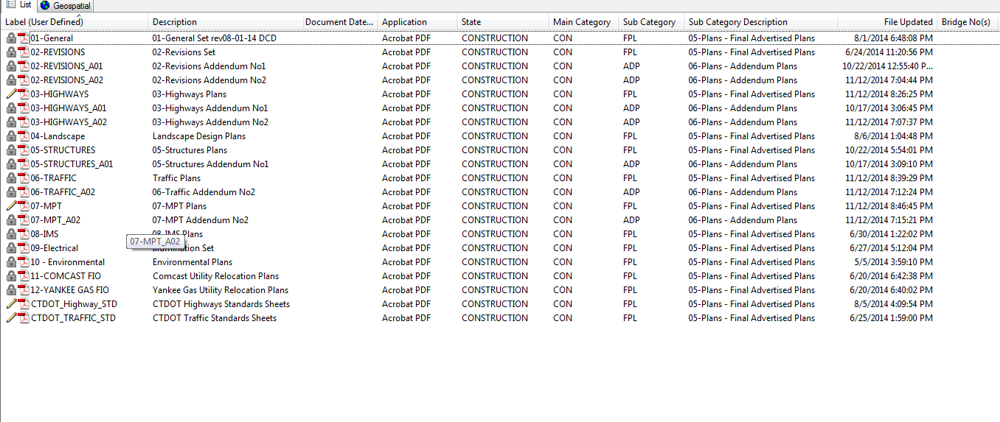 List Geospatial
Label (User Defined) Description Document Date... Application State Main Category Sub Category Sub Category Description File Updated Bridge No(s)
01-General 01-General Set rev08-01-14 DCD Acrobat PDF CONSTRUCTION CON FPL 05-Plans - Final Advertised Plans 8/1/2014 6:48:08 PM
02-REVISIONS 02-Revisions Set Acrobat PDF CONSTRUCTION CON FPL 05-Plans - Final Advertised Plans 6/24/2014 11:20:56 PM
02-REVISIONS_A01 02-Revisions Addendum No1 Acrobat PDF CONSTRUCTION CON ADP 06-Plans - Addendum Plans 10/22/2014 12:55:40 P...
02-REVISIONS_A02 02-Revisions Addendum No2 Acrobat PDF CONSTRUCTION CON ADP 06-Plans - Addendum Plans 11/12/2014 7:04:44 PM
03-HIGHWAYS 03-Highways Plans Acrobat PDF CONSTRUCTION CON FPL 05-Plans - Final Advertised Plans 11/12/2014 8:26:25 PM
03-HIGHWAYS_A01 03-Highways Addendum No1 Acrobat PDF CONSTRUCTION CON ADP 06-Plans - Addendum Plans 10/17/2014 3:06:45 PM
03-HIGHWAYS_A02 03-Highways Addendum No2 Acrobat PDF CONSTRUCTION CON ADP 06-Plans - Addendum Plans 11/12/2014 7:07:37 PM
04-Landscape Landscape Design Plans Acrobat PDF CONSTRUCTION CON FPL 05-Plans - Final Advertised Plans 8/6/2014 1:04:48 PM
05-STRUCTURES 05-Structures Plans Acrobat PDF CONSTRUCTION CON FPL 05-Plans - Final Advertised Plans 10/22/2014 5:54:01 PM
05-STRUCTURES_A01 05-Structures Addendum No1 Acrobat PDF CONSTRUCTION CON ADP 06-Plans - Addendum Plans 10/17/2014 3:09:10 PM
06-TRAFFIC Traffic Plans Acrobat PDF CONSTRUCTION CON FPL 05-Plans - Final Advertised Plans 11/12/2014 8:39:29 PM
06-TRAFFIC_A02 06-Traffic Addendum No2 Acrobat PDF CONSTRUCTION CON ADP 06-Plans - Addendum Plans 11/12/2014 7:12:24 PM
07-MPT 07-MPT Plans Acrobat PDF CONSTRUCTION CON FPL 05-Plans - Final Advertised Plans 11/12/2014 8:46:45 PM
07-MPT_A02 07-MPT Addendum No2 Acrobat PDF CONSTRUCTION CON ADP 06-Plans - Addendum Plans 11/12/2014 7:15:21 PM
08-IMS 08-IMS Plans Acrobat PDF CONSTRUCTION CON FPL 05-Plans - Final Advertised Plans 6/30/2014 1:22:02 PM
07-MPT_A02
09-Electrical Illumination Set Acrobat PDF CONSTRUCTION CON FPL 05-Plans - Final Advertised Plans 6/27/2014 5:12:04 PM
10 - Environmental Environmental Plans Acrobat PDF CONSTRUCTION CON FPL 05-Plans - Final Advertised Plans 5/5/2014 3:59:10 PM
11-COMCAST FIO Comcast Utility Relocation Plans Acrobat PDF CONSTRUCTION CON FPL 05-Plans - Final Advertised Plans 6/20/2014 6:42:38 PM
12-YANKEE GAS FIO Yankee Gas Utility Relocation Plans Acrobat PDF CONSTRUCTION CON FPL 05-Plans - Final Advertised Plans 6/20/2014 6:40:02 PM
CTDOT_Highway_STD CTDOT Highways Standards Sheets Acrobat PDF CONSTRUCTION CON FPL 05-Plans - Final Advertised Plans 8/5/2014 4:09:54 PM
CTDOT_TRAFFIC_STD CTDOT Traffic Standards Sheets Acrobat PDF CONSTRUCTION CON FPL 05-Plans - Final Advertised Plans 6/25/2014 1:59:00 PM